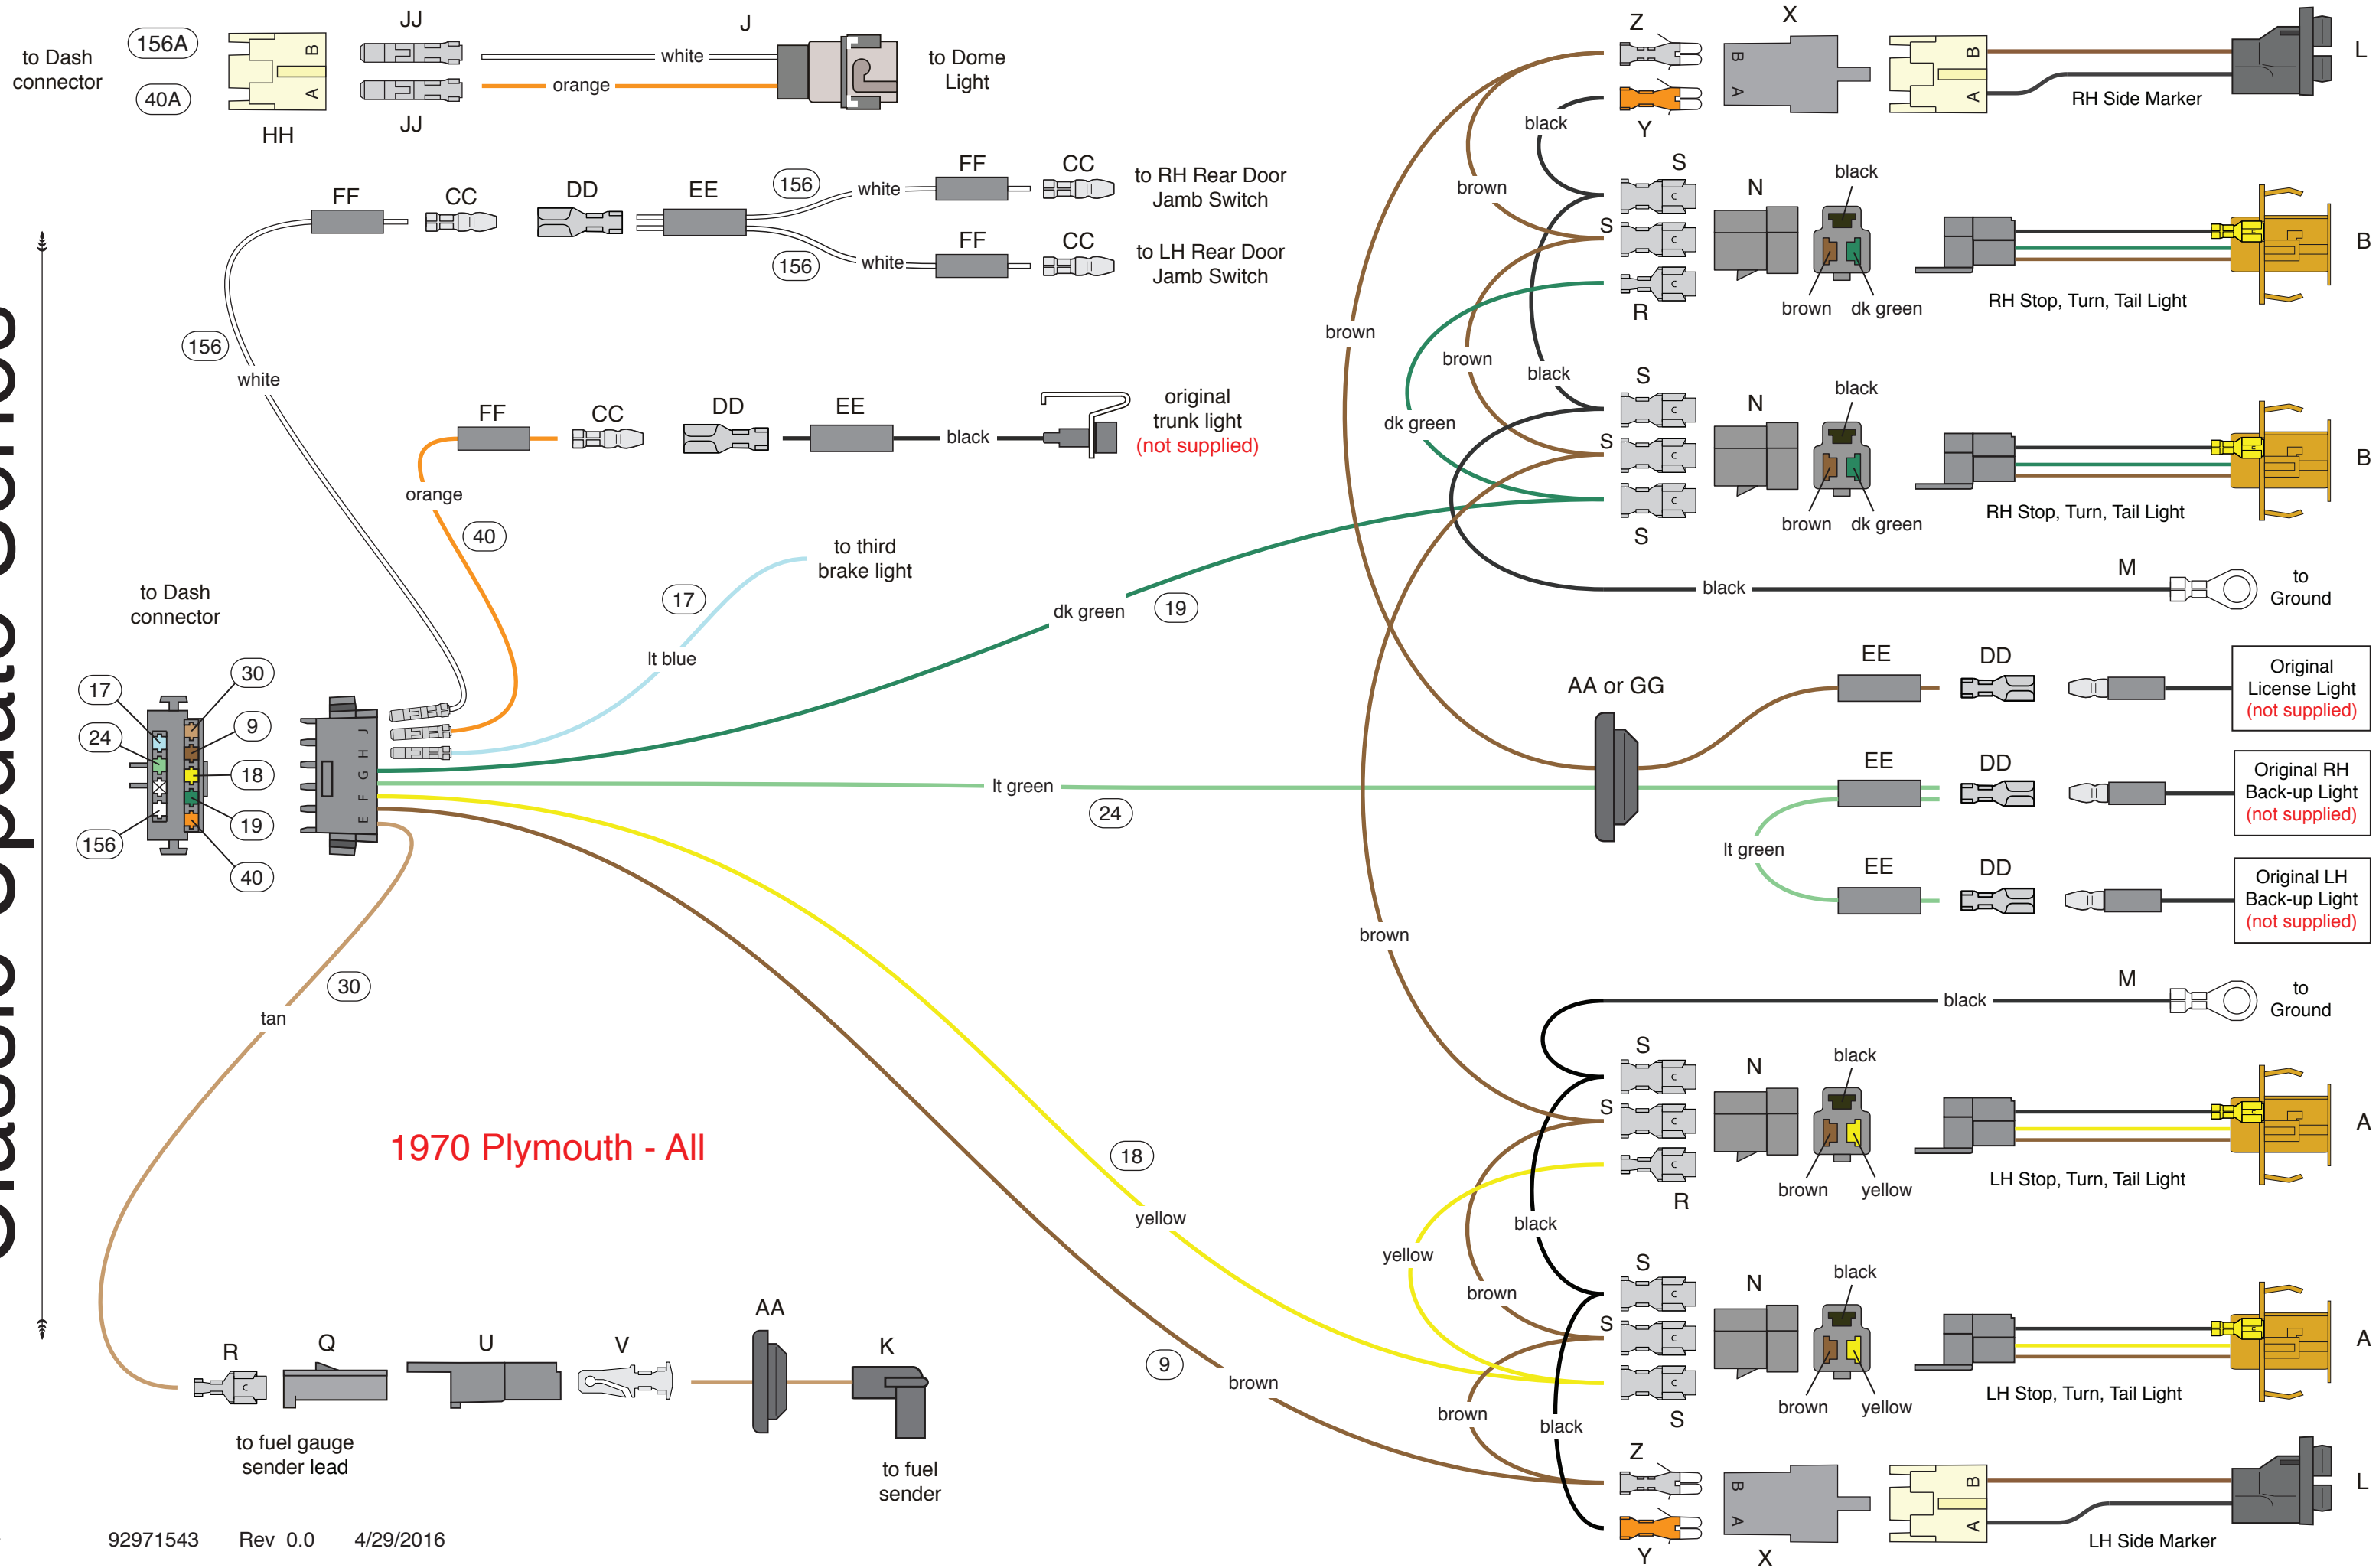 to Dash
connector
156A
40A
B
A
HH
JJ
JJ
white
orange
J
to Dome
Light
FF
CC
DD
EE
156
white
FF
CC
to RH Rear Door
Jamb Switch
156
white
FF
CC
to LH Rear Door
Jamb Switch
156
white
FF
CC
DD
EE
black
original
trunk light
(not supplied)
orange
40
to third
brake light
17
lt blue
dk green
19
to Dash
connector
17
24
156
30
9
18
19
40
J
H
G
F
E
lt green
24
30
tan
1970 Plymouth - All
18
yellow
9
brown
R
C
Q
U
V
AA
K
to fuel gauge
sender lead
to fuel
sender
92971543 Rev 0.0 4/29/2016
Z
Y
X
B
A
B
A
RH Side Marker
L
black
brown
S
C
S
C
R
C
N
black
brown dk green
RH Stop, Turn, Tail Light
B
brown
brown
black
dk green
S
C
S
C
S
C
N
black
brown dk green
RH Stop, Turn, Tail Light
B
black
M
to
Ground
AA or GG
EE
DD
Original
License Light
(not supplied)
EE
DD
Original RH
Back-up Light
(not supplied)
lt green
EE
DD
Original LH
Back-up Light
(not supplied)
brown
black
M
to
Ground
S
C
S
C
R
C
N
black
brown yellow
LH Stop, Turn, Tail Light
A
black
yellow
brown
S
C
S
C
S
C
N
black
brown yellow
LH Stop, Turn, Tail Light
A
brown
black
Z
Y
X
B
A
B
A
LH Side Marker
L